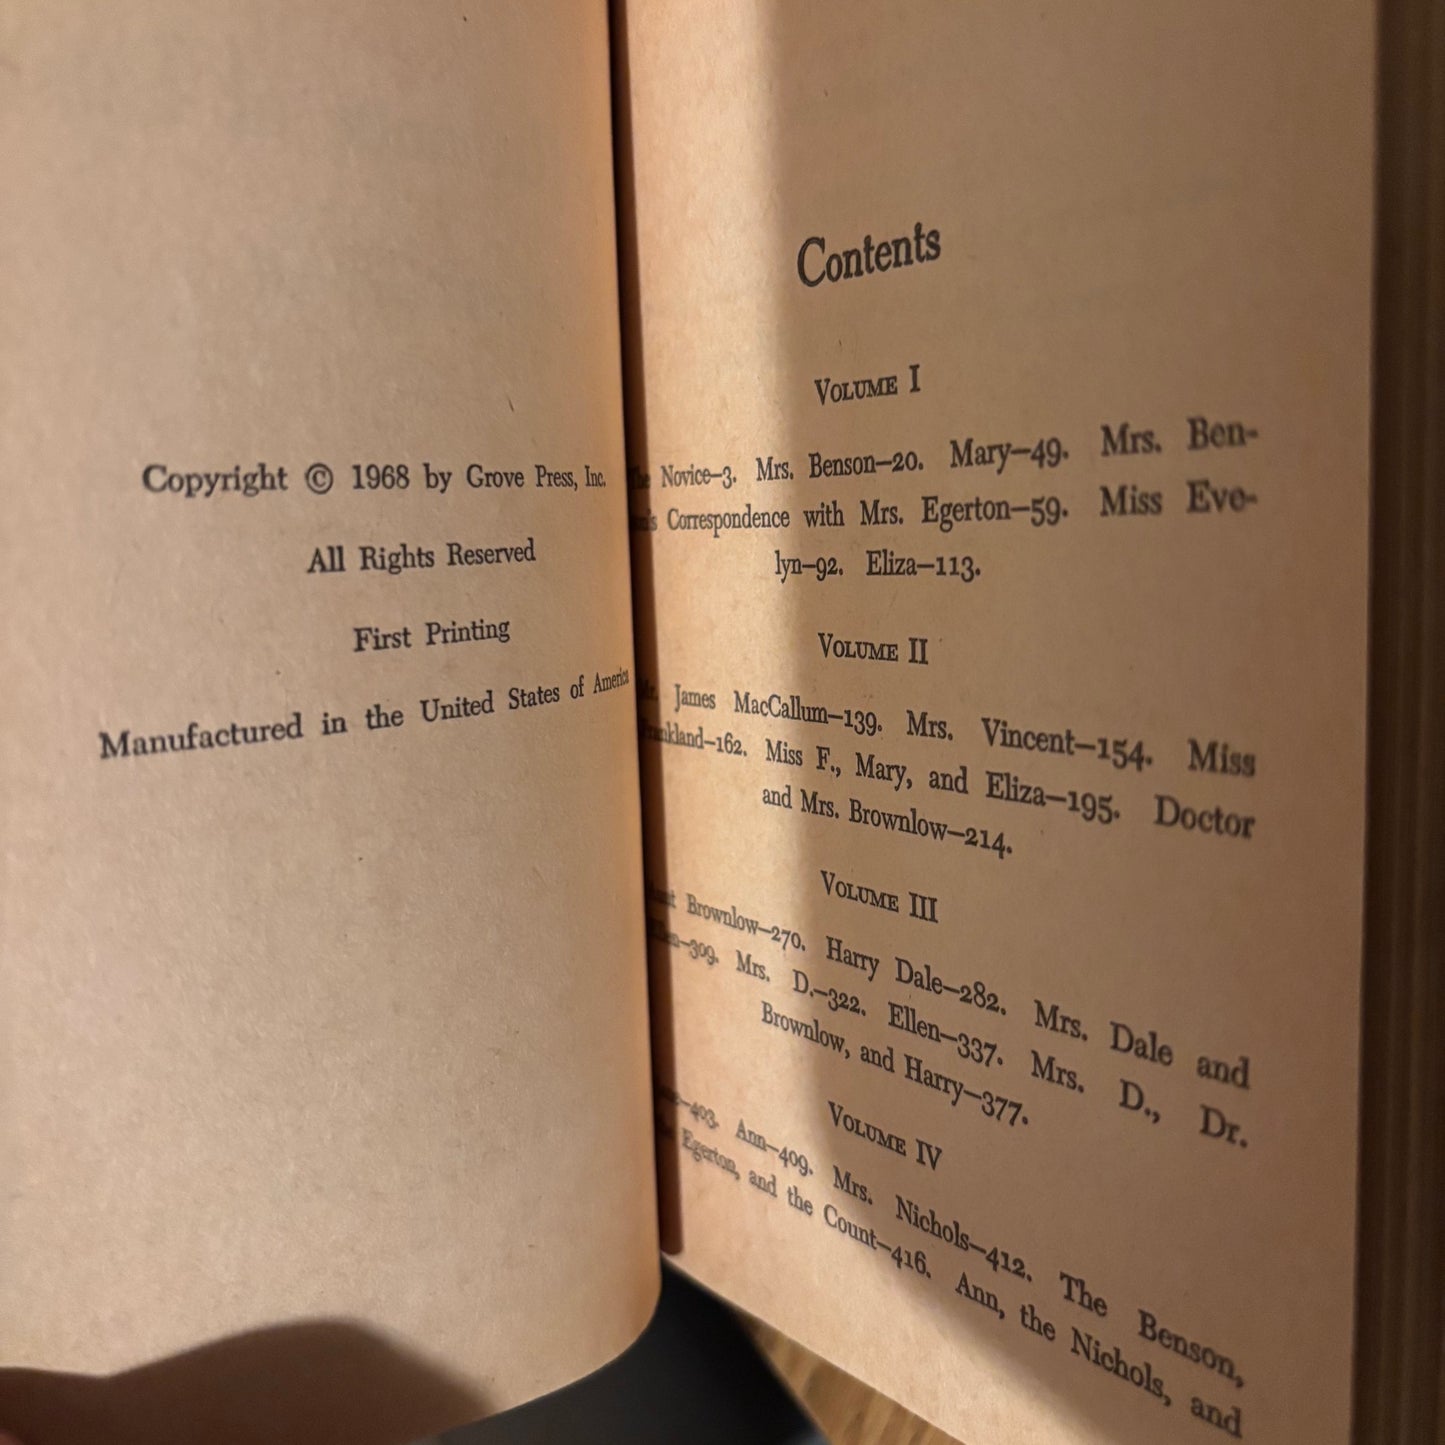 Copyright © 1968 by Grove Press, Inc.
All Rights Reserved
First Printing
Manufactured in the United States of America
Contents
VOLUME I
Novice—3. Mrs. Benson—20. Mary—49. Mrs. Ben-
Correspondence with Mrs. Egerton—59. Miss Eve-
lyn—92. Eliza—113.
VOLUME II
James MacCallum—139. Mrs. Vincent—154. Miss
Frankland—162. Miss F., Mary, and Eliza—195. Doctor
and Mrs. Brownlow—214.
VOLUME III
Brownlow—270. Harry Dale—282. Mrs. Dale and
Ellen—309. Mrs. D.—322. Ellen—337. Mrs. D., Dr.
Brownlow, and Harry—377.
VOLUME IV
—403. Ann—409. Mrs. Nichols—412. The Benson,
Egerton, and the Count—416. Ann, the Nichols, and